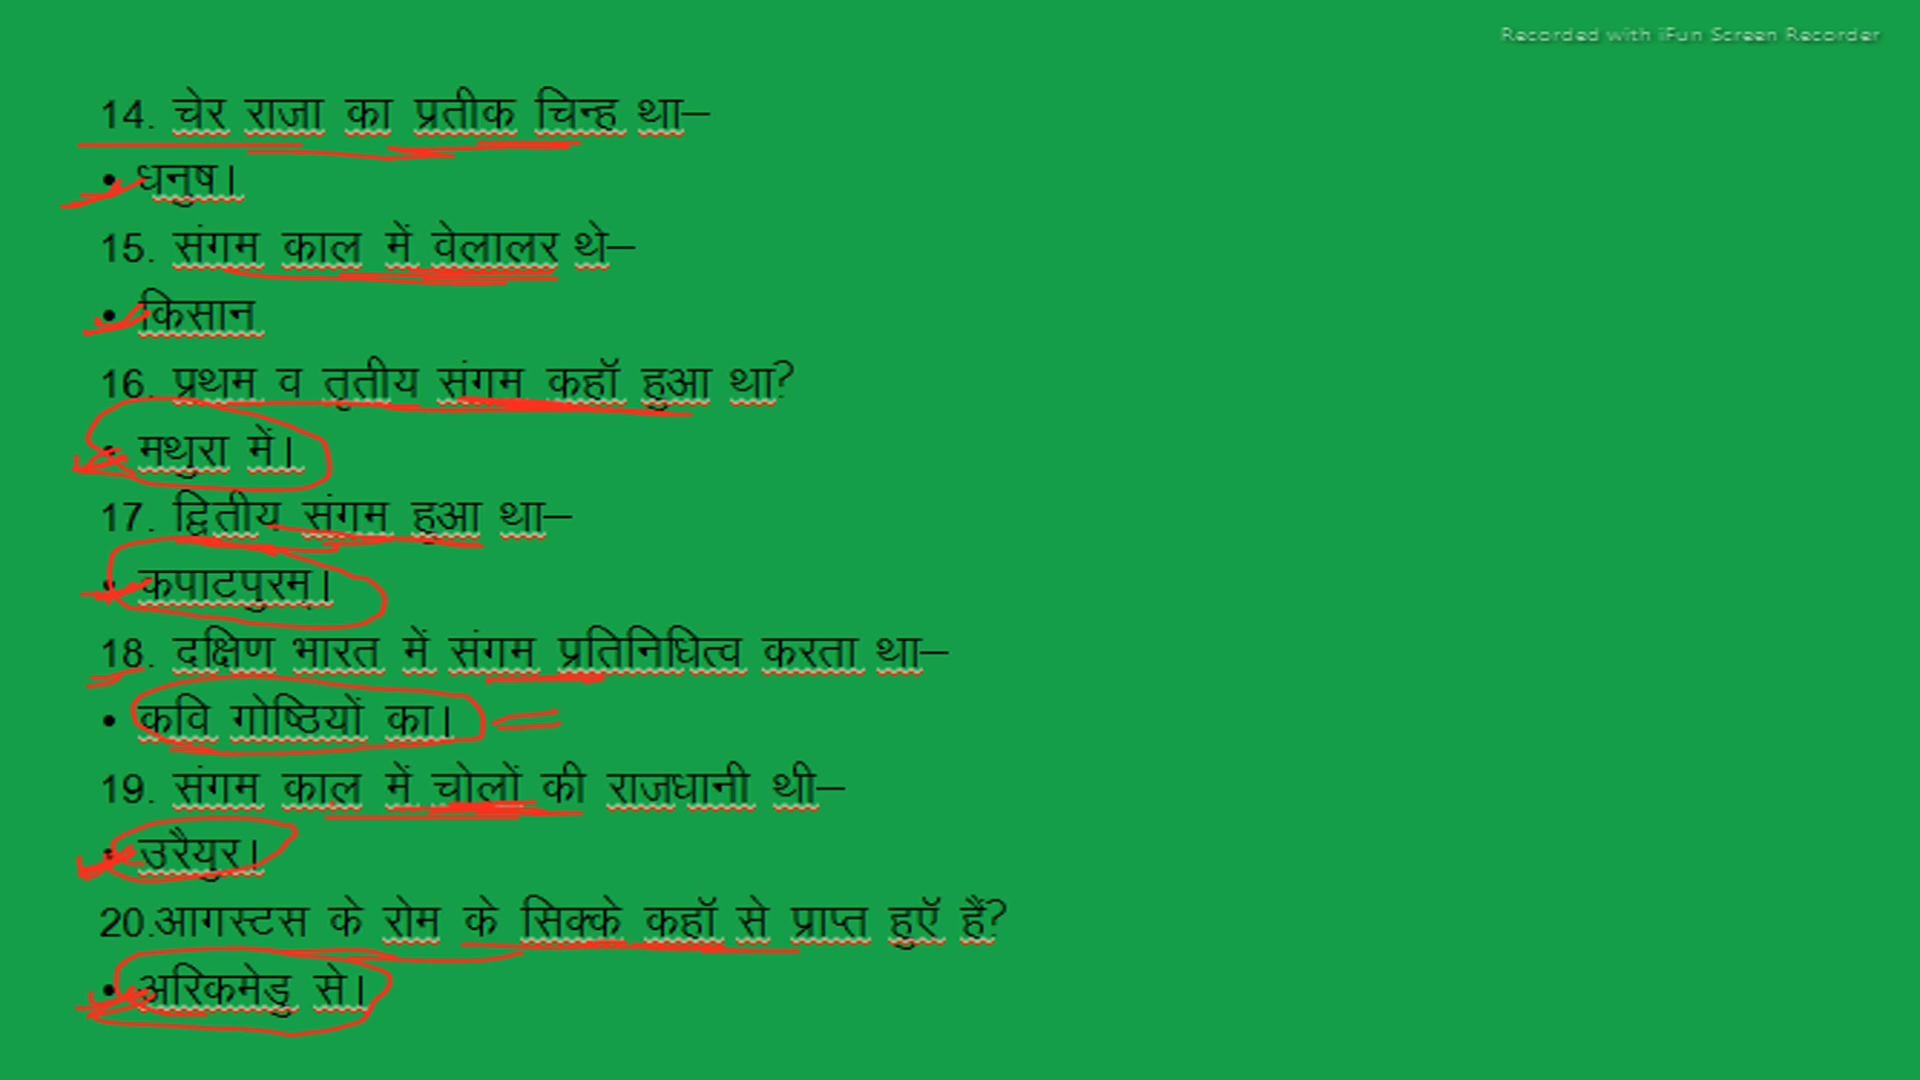 Recorded with iFun Screen Recorder
14. चेर राजा का प्रतीक चिन्ह था–
• धनुष।
15. संगम काल में वेलालर थे–
• किसान
16. प्रथम व तृतीय संगम कहॉ हुआ था?
• मथुरा में।
17. द्वितीय संगम हुआ था–
• कपाटपुरम्।
18. दक्षिण भारत में संगम प्रतिनिधित्व करता था–
• कवि गोष्ठियों का।
19. संगम काल में चोलों की राजधानी थी–
• उरैयुर।
20.आगस्टस के रोम के सिक्के कहॉ से प्राप्त हुऍ हैं?
• अरिकमेडु से।